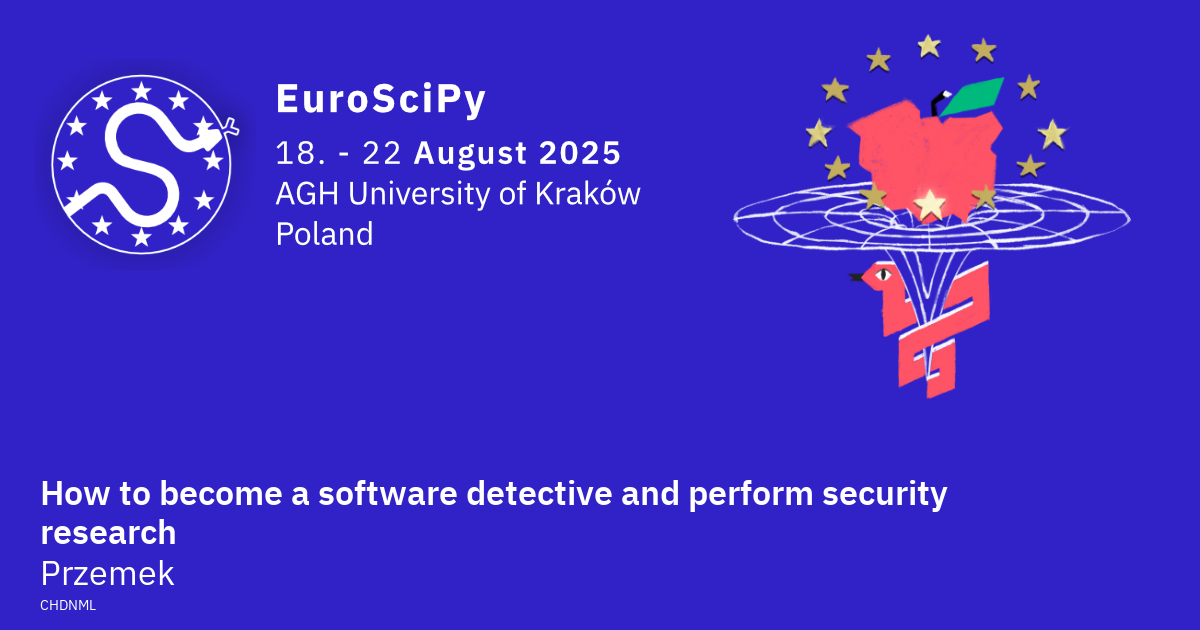 EuroSciPy
18. - 22 August 2025
AGH University of Kraków
Poland
How to become a software detective and perform security
research
Przemek
CHDNML